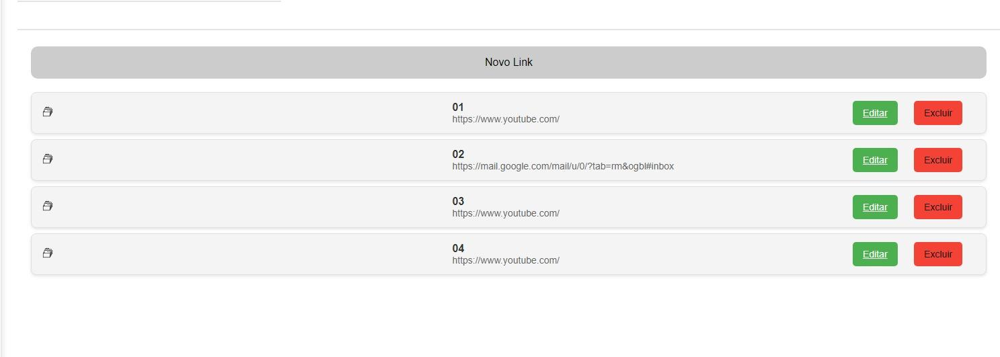 Novo Link
01
https://www.youtube.com/
Editar
Excluir
02
https://mail.google.com/mail/u/0/?tab=rm&ogbl#inbox
Editar
Excluir
03
https://www.youtube.com/
Editar
Excluir
04
https://www.youtube.com/
Editar
Excluir